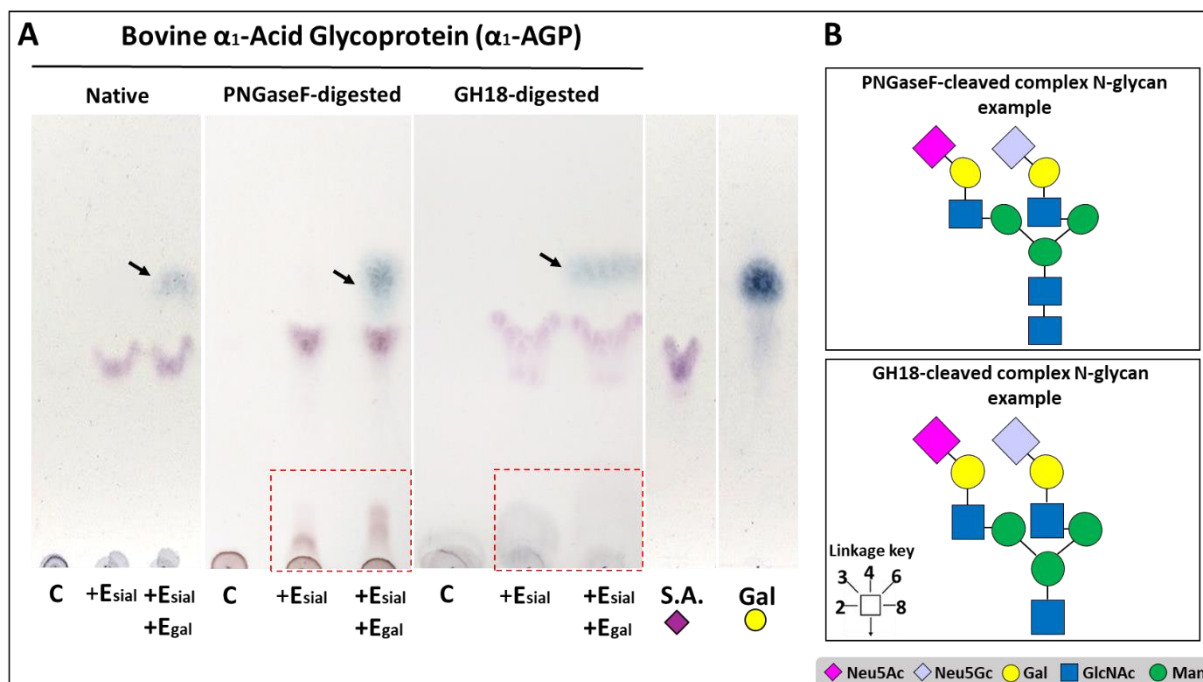 A
Bovine α1-Acid Glycoprotein (α1-AGP)
Native
PNGaseF-digested
GH18-digested
C
+Esial
+Esial
+Egal
C
+Esial
+Esial
+Egal
C
+Esial
+Esial
+Egal
S.A.
Gal
B
PNGaseF-cleaved complex N-glycan
example
GH18-cleaved complex N-glycan
example
Linkage key
3 4 6
2 8
Neu5Ac Neu5Gc Gal GlcNAc Man